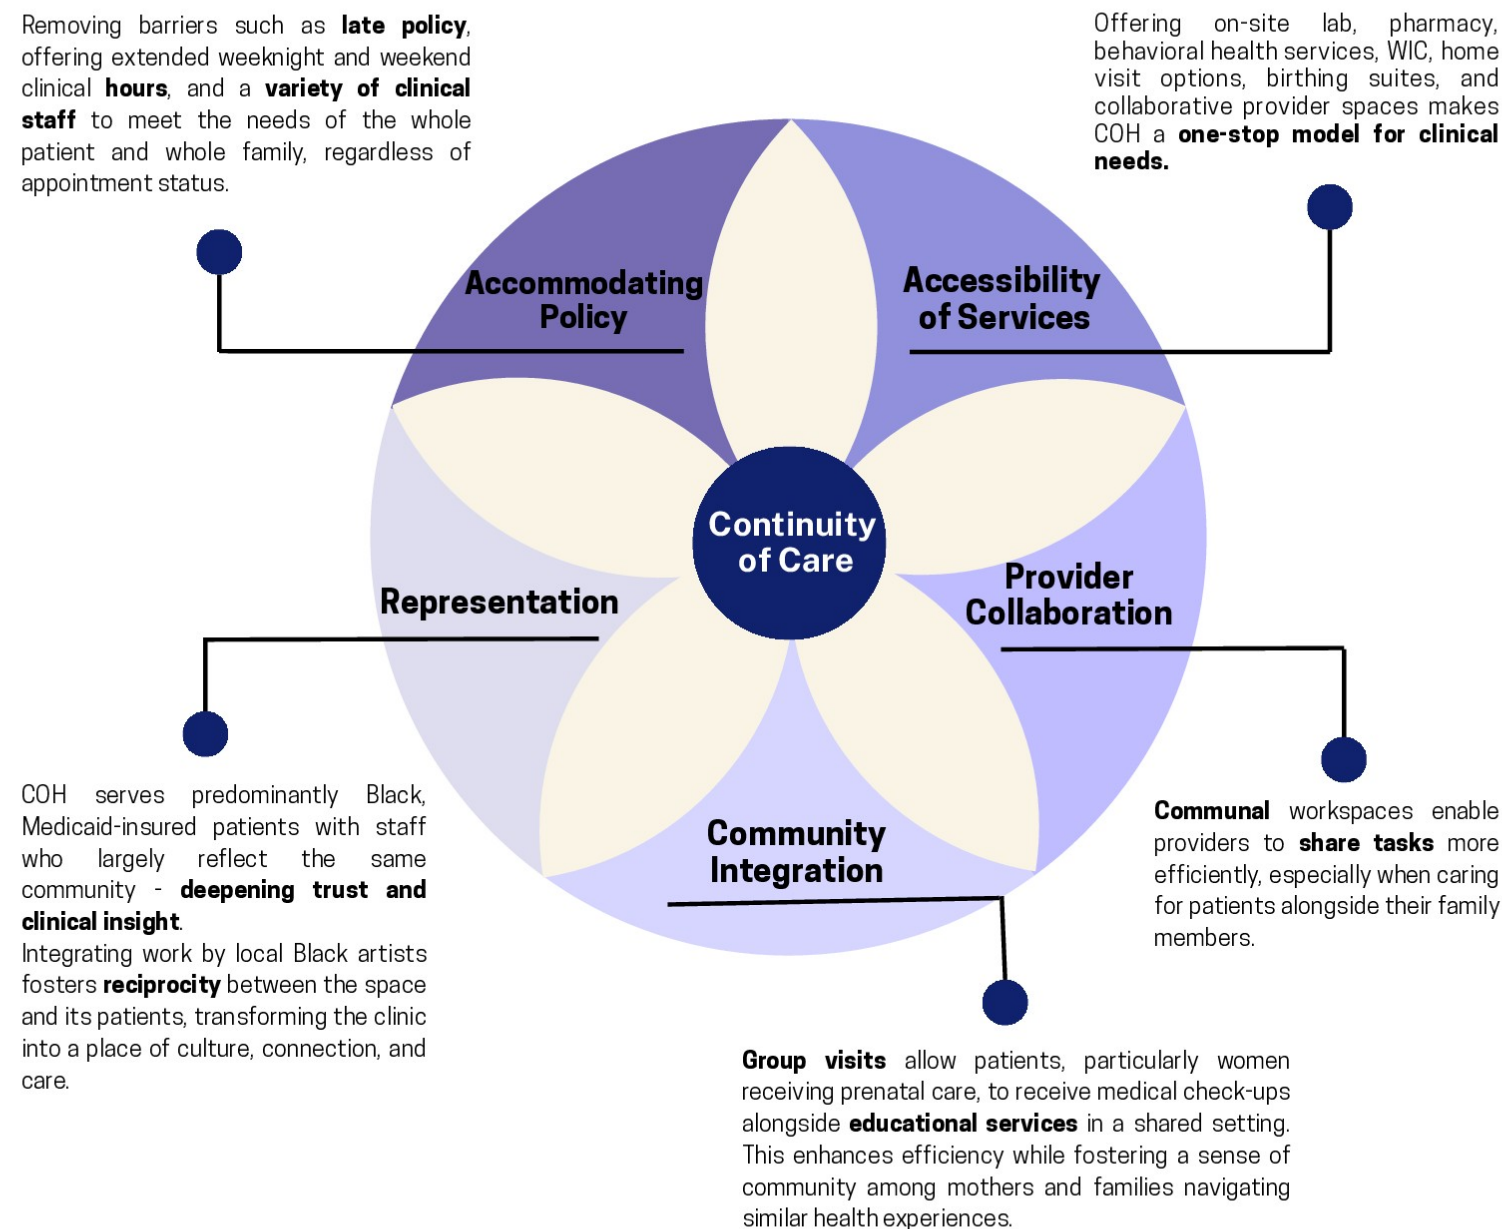 Removing barriers such as late policy,
offering extended weeknight and weekend
clinical hours, and a variety of clinical
staff to meet the needs of the whole
patient and whole family, regardless of
appointment status.
Offering on-site lab, pharmacy,
behavioral health services, WIC, home
visit options, birthing suites, and
collaborative provider spaces makes
COH a one-stop model for clinical
needs.
Accommodating
Policy
Accessibility
of Services
Continuity
of Care
Representation
Provider
Collaboration
Community
Integration
COH serves predominantly Black,
Medicaid-insured patients with staff
who largely reflect the same
community - deepening trust and
clinical insight.
Integrating work by local Black artists
fosters reciprocity between the space
and its patients, transforming the clinic
into a place of culture, connection, and
care.
Communal workspaces enable
providers to share tasks more
efficiently, especially when caring
for patients alongside their family
members.
Group visits allow patients, particularly women
receiving prenatal care, to receive medical check-ups
alongside educational services in a shared setting.
This enhances efficiency while fostering a sense of
community among mothers and families navigating
similar health experiences.